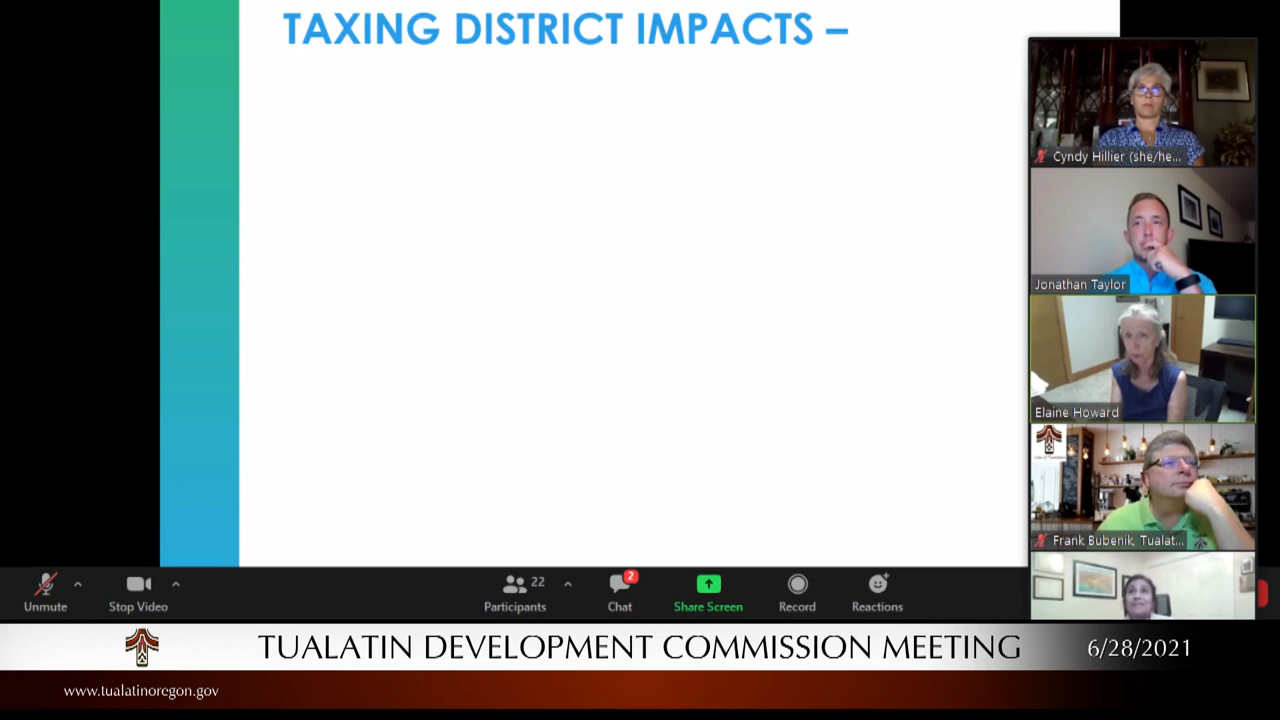 TAXING DISTRICT IMPACTS –
Cyndy Hillier (she/he...
Jonathan Taylor
Elaine Howard
Frank Bubenik, Tualat...
Unmute
Stop Video
22
Participants
2
Chat
Share Screen
Record
Reactions
TUALATIN DEVELOPMENT COMMISSION MEETING
6/28/2021
www.tualatinoregon.gov